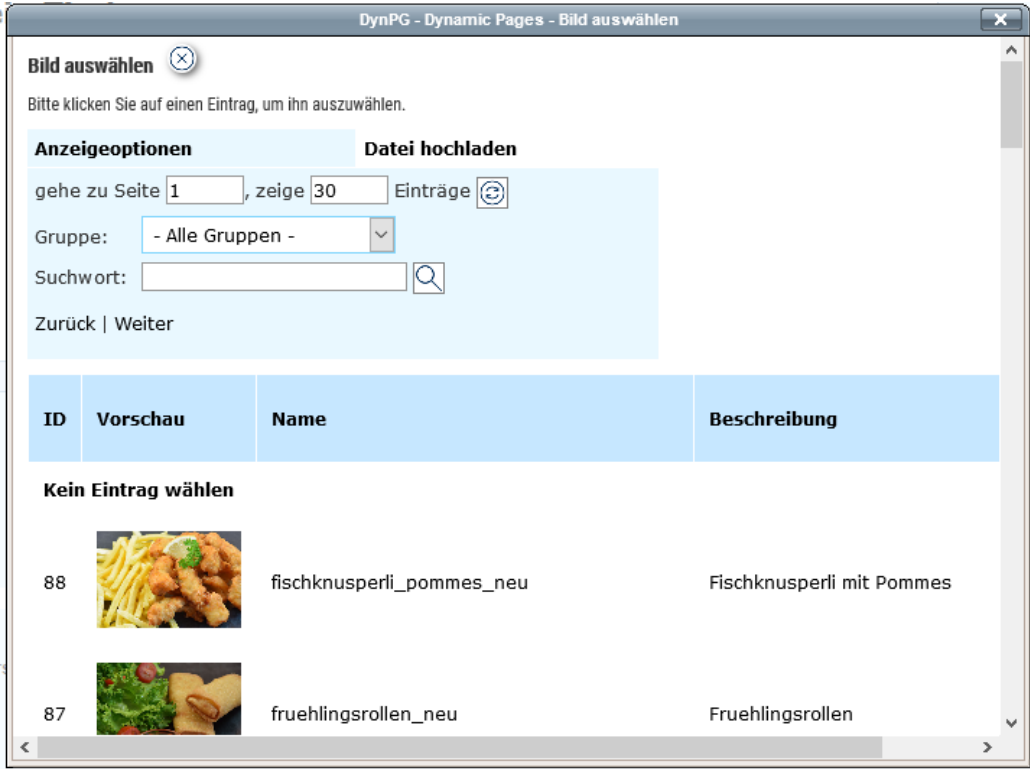 DynPG - Dynamic Pages - Bild auswählen
Bild auswählen
Bitte klicken Sie auf einen Eintrag, um ihn auszuwählen.
Anzeigeoptionen Datei hochladen
gehe zu Seite 1 , zeige 30 Einträge
Gruppe: - Alle Gruppen -
Suchwort:
Zurück | Weiter
ID Vorschau Name Beschreibung
Kein Eintrag wählen
88 fischknusperli_pommes_neu Fischknusperli mit Pommes
87 fruehlingsrollen_neu Fruehlingsrollen